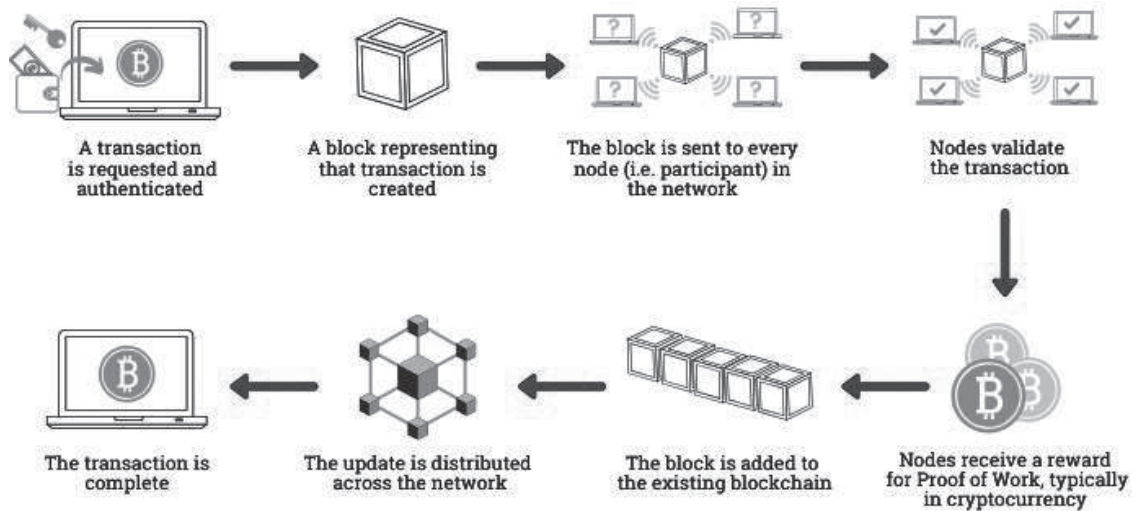 A transaction
is requested and
authenticated
A block representing
that transaction is
created
The block is sent to every
node (i.e. participant) in
the network
Nodes validate
the transaction
? ? ? ?
The transaction is
complete
The update is distributed
across the network
The block is added to
the existing blockchain
Nodes receive a reward
for Proof of Work, typically
in cryptocurrency